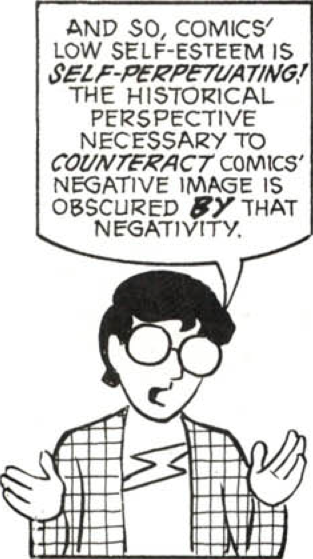 AND SO, COMICS'
LOW SELF-ESTEEM IS
SELF-PERPETUATING!
THE HISTORICAL
PERSPECTIVE
NECESSARY TO
COUNTERACT COMICS'
NEGATIVE IMAGE IS
OBSCURED BY THAT
NEGATIVITY.